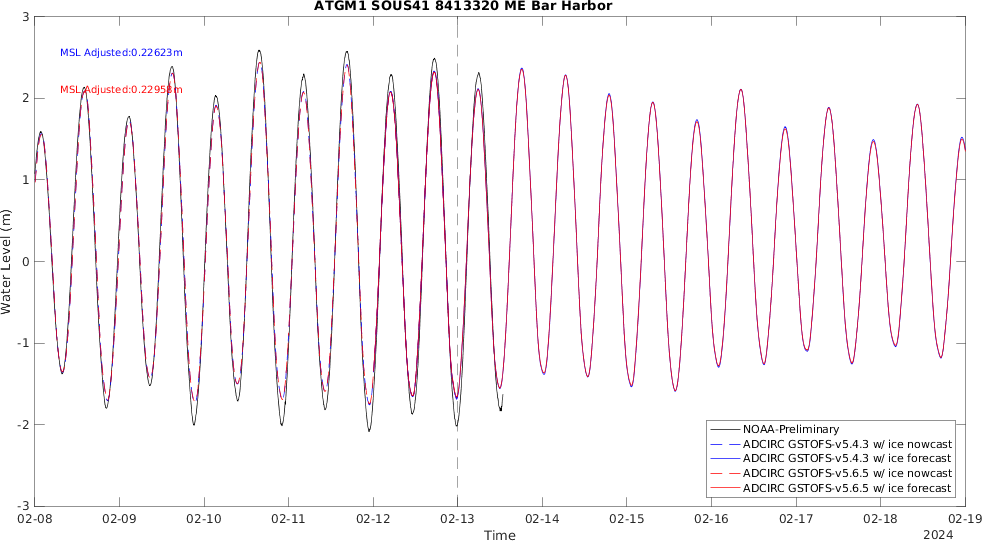 ATGM1 SOUS41 8413320 ME Bar Harbor
3
MSL Adjusted:0.22623m
MSL Adjusted:0.22958m
2
1
0
-1
-2
-3
Water Level (m)
NOAA-Preliminary
ADCIRC GSTOFS-v5.4.3 w/ ice nowcast
ADCIRC GSTOFS-v5.4.3 w/ ice forecast
ADCIRC GSTOFS-v5.6.5 w/ ice nowcast
ADCIRC GSTOFS-v5.6.5 w/ ice forecast
02-08 02-09 02-10 02-11 02-12 02-13 02-14 02-15 02-16 02-17 02-18 02-19
Time
2024